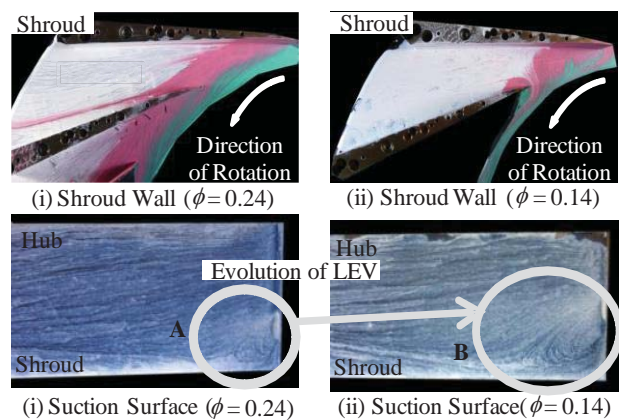 Shroud
Shroud
Direction
of Rotation
Direction
of Rotation
(i) Shroud Wall (ϕ = 0.24)
(ii) Shroud Wall (ϕ = 0.14)
Hub
Hub
Evolution of LEV
A
B
Shroud
Shroud
(i) Suction Surface (ϕ = 0.24)
(ii) Suction Surface(ϕ = 0.14)